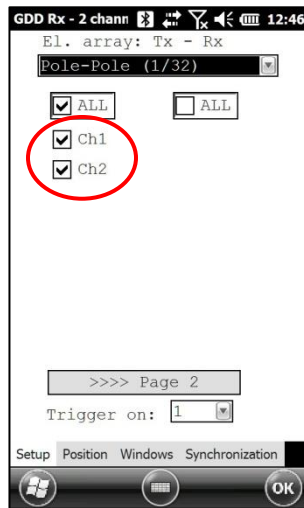 GDD Rx - 2 chann 12:46
El. array: Tx - Rx
Pole-Pole (1/32)
ALL ALL
Ch1
Ch2
>>>> Page 2
Trigger on: 1
Setup Position Windows Synchronization
OK